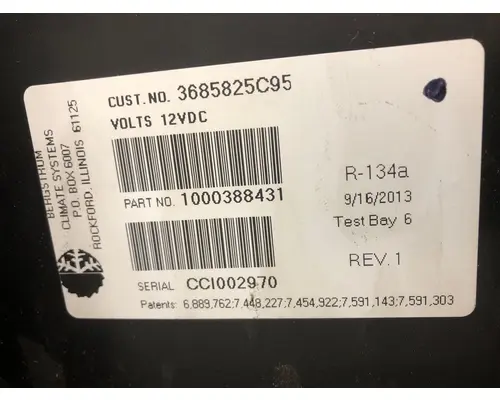 BERGSTROM
CLIMATE SYSTEMS
P.O. BOX 6007
ROCKFORD, ILLINOIS 61125
CUST. NO. 3685825C95
VOLTS 12VDC
PART NO. 1000388431
SERIAL CCI002970
R-134a
9/16/2013
Test Bay 6
REV. 1
Patents: 6,889,762;7,448,227;7,454,922;7,591,143;7,591,303